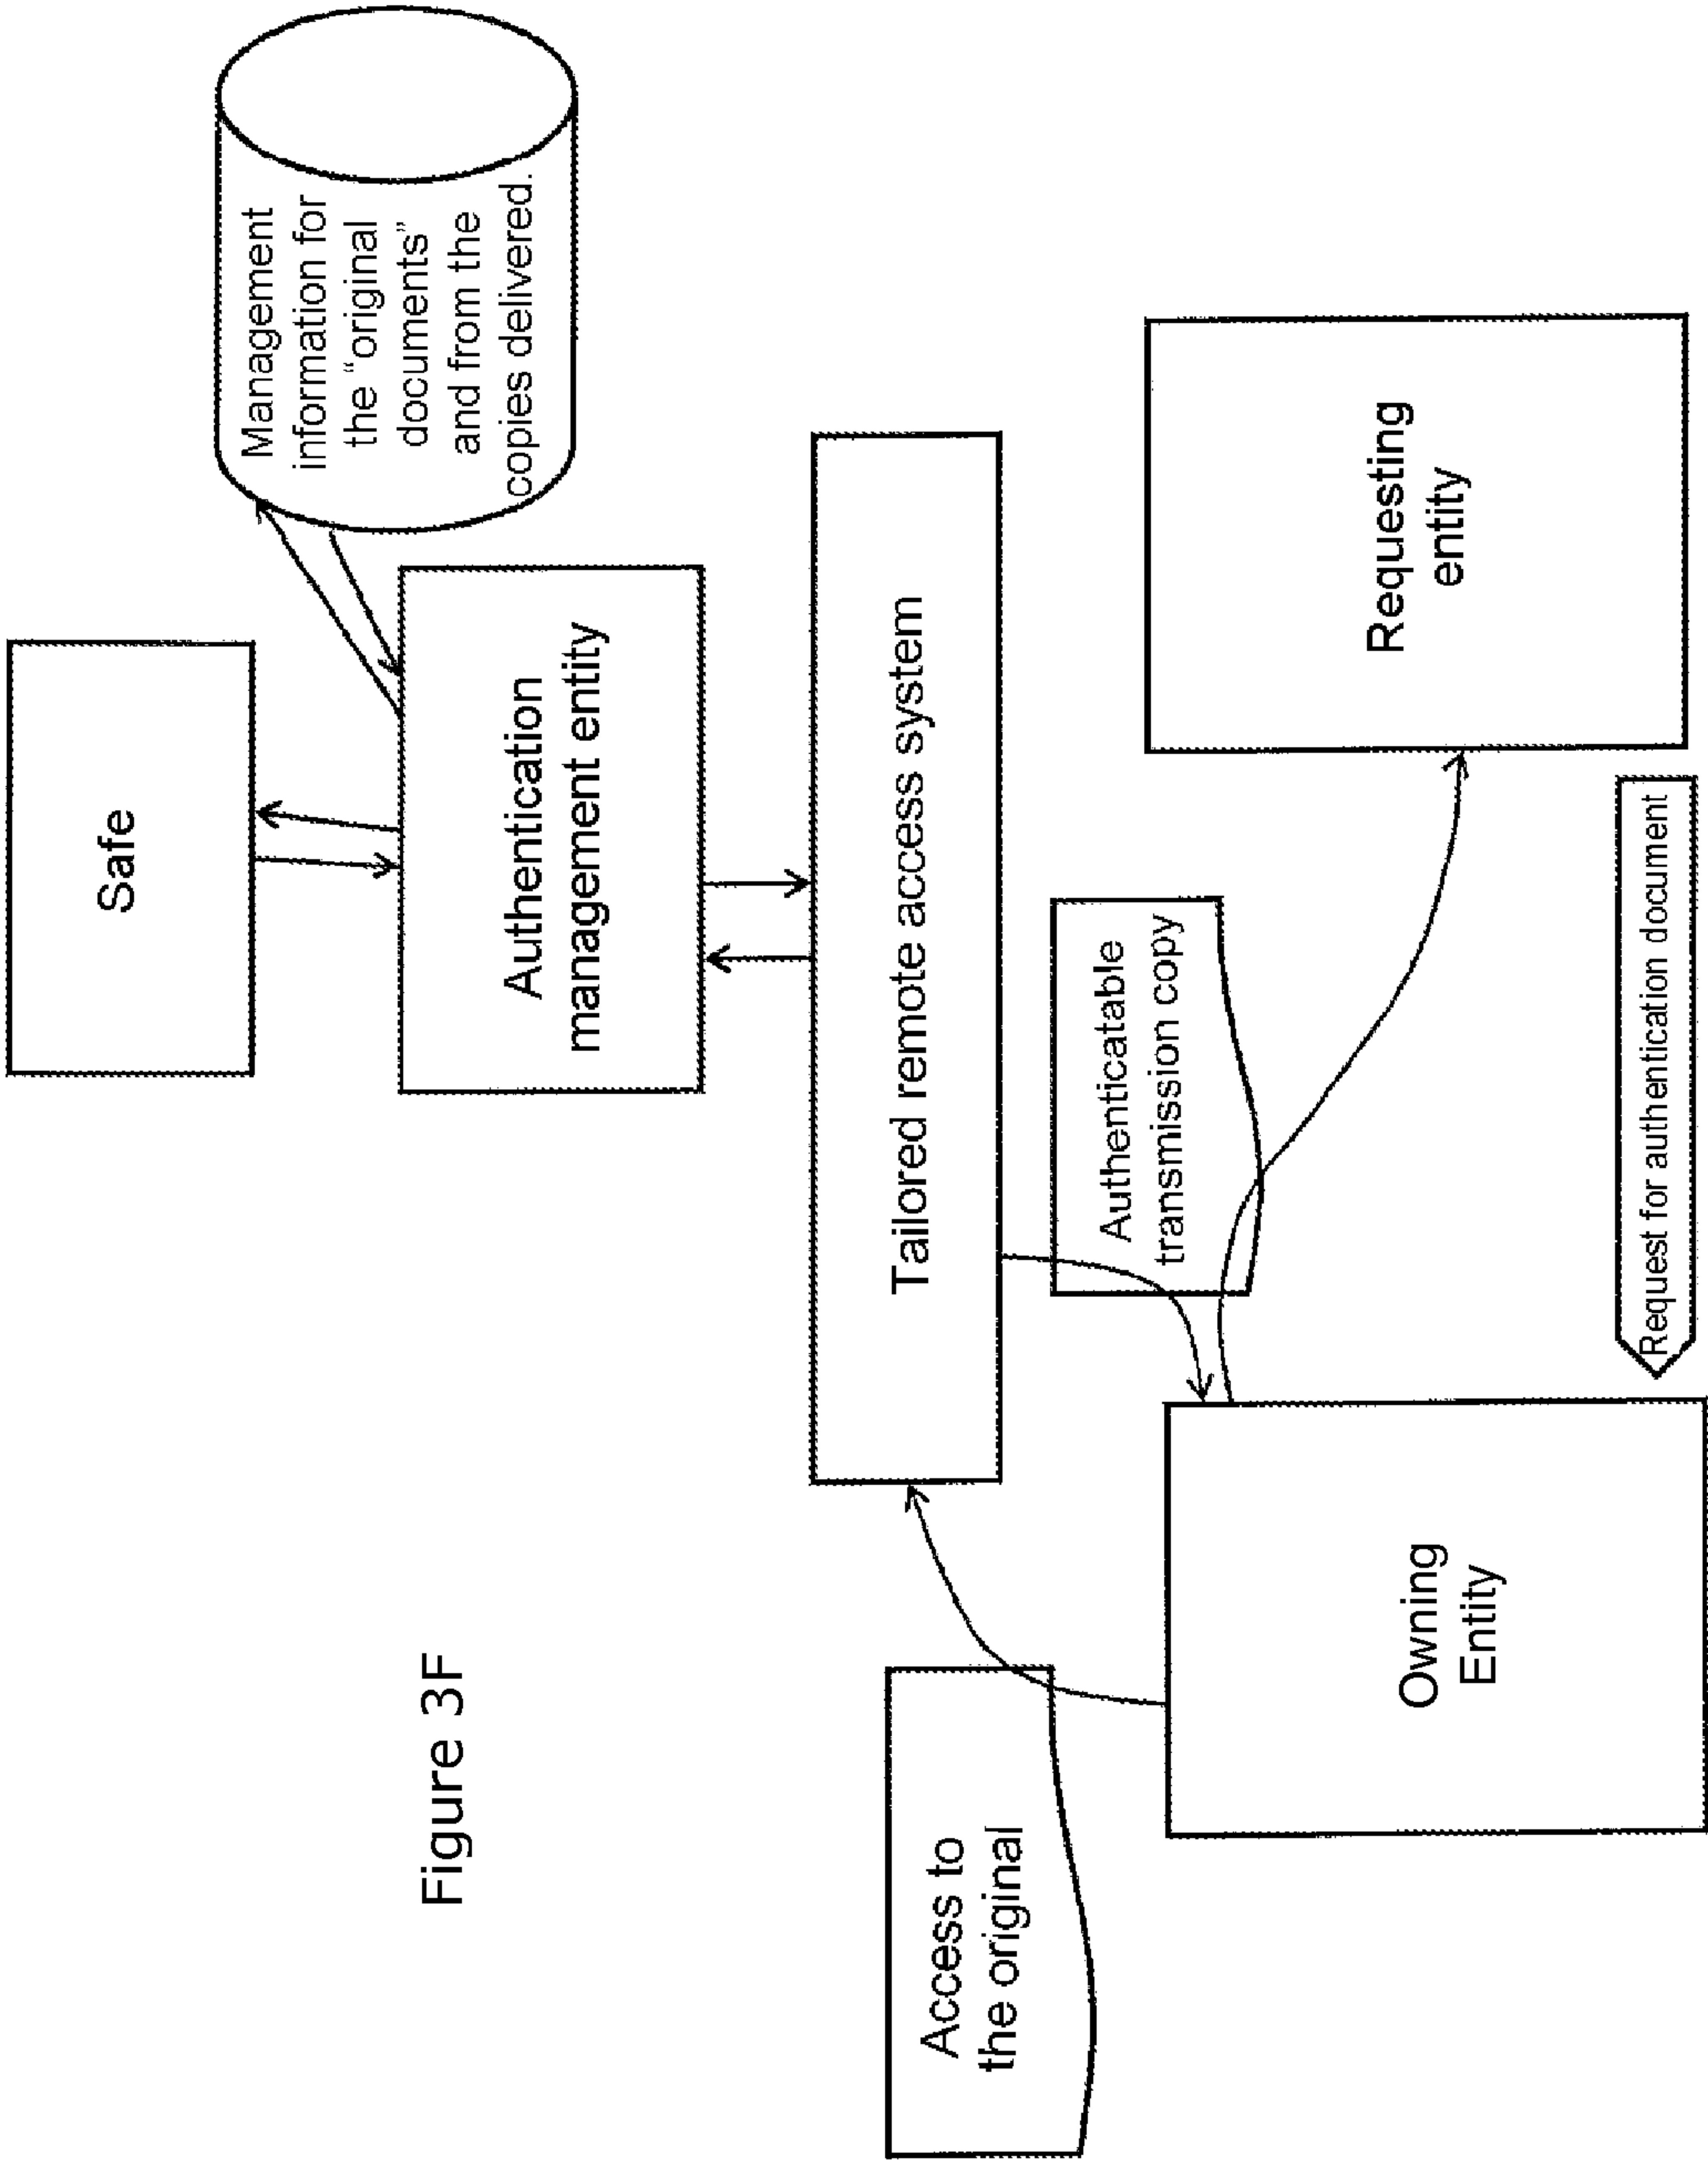 Figure 3F
Safe
Management
information for
the "original
documents"
and from the
copies delivered.
Authentication
management entity
Tailored remote access system
Access to
the original
Authenticatable
transmission copy
Owning
Entity
Requesting
entity
Request for authentication document